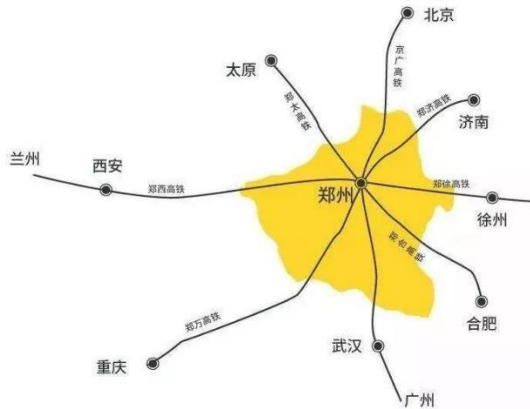 北京
京广高铁
太原
郑太高铁
郑济高铁
济南
兰州
西安
郑西高铁
郑州
郑徐高铁
徐州
郑合高铁
郑万高铁
合肥
武汉
重庆
广州